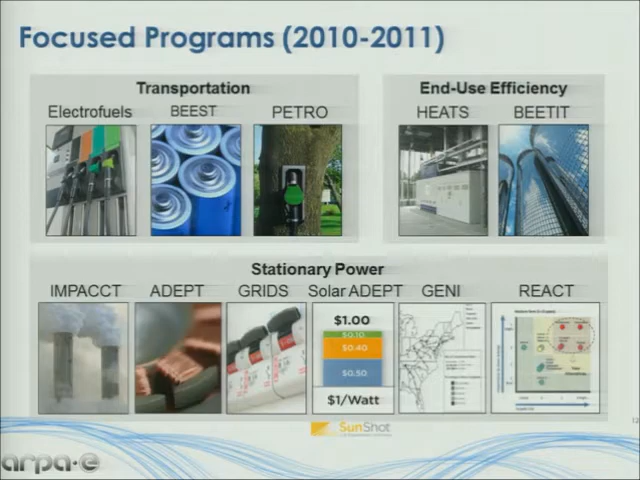 Focused Programs (2010-2011)
Transportation
Electrofuels
BEEST
PETRO
End-Use Efficiency
HEATS
BEETIT
Stationary Power
IMPACCT
ADEPT
GRIDS
Solar ADEPT
GENI
REACT
$1.00
$0.10
$0.40
$0.50
$1/Watt
SunShot
12
arpa·e